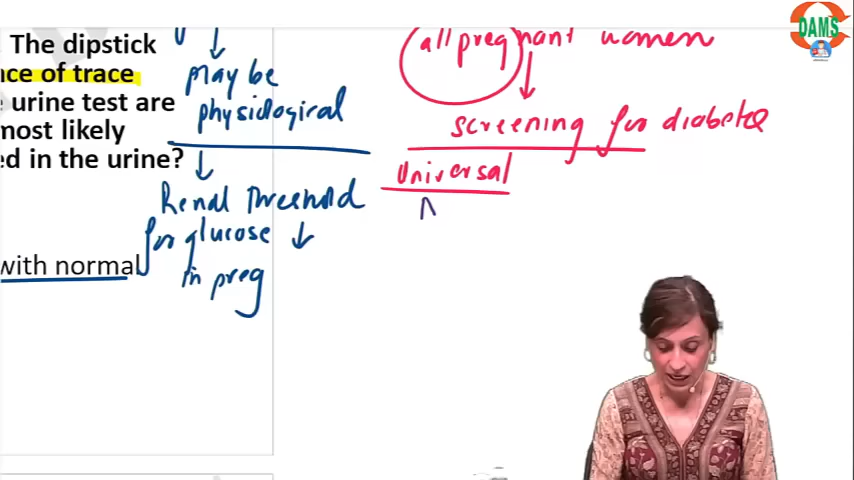 The dipstick
nce of trace
urine test are
most likely
ed in the urine?
with normal
may be
physiological
Renal Threshold
for glucose ↓
in preg
all pregnant women
screening for diabetes
Universal
DAMS